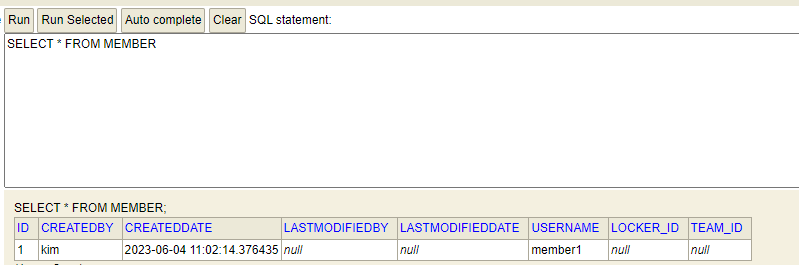 Run Run Selected Auto complete Clear SQL statement:
SELECT * FROM MEMBER
SELECT * FROM MEMBER;
ID CREATEDBY CREATEDDATE LASTMODIFIEDBY LASTMODIFIEDDATE USERNAME LOCKER_ID TEAM_ID
1 kim 2023-06-04 11:02:14.376435 null null member1 null null